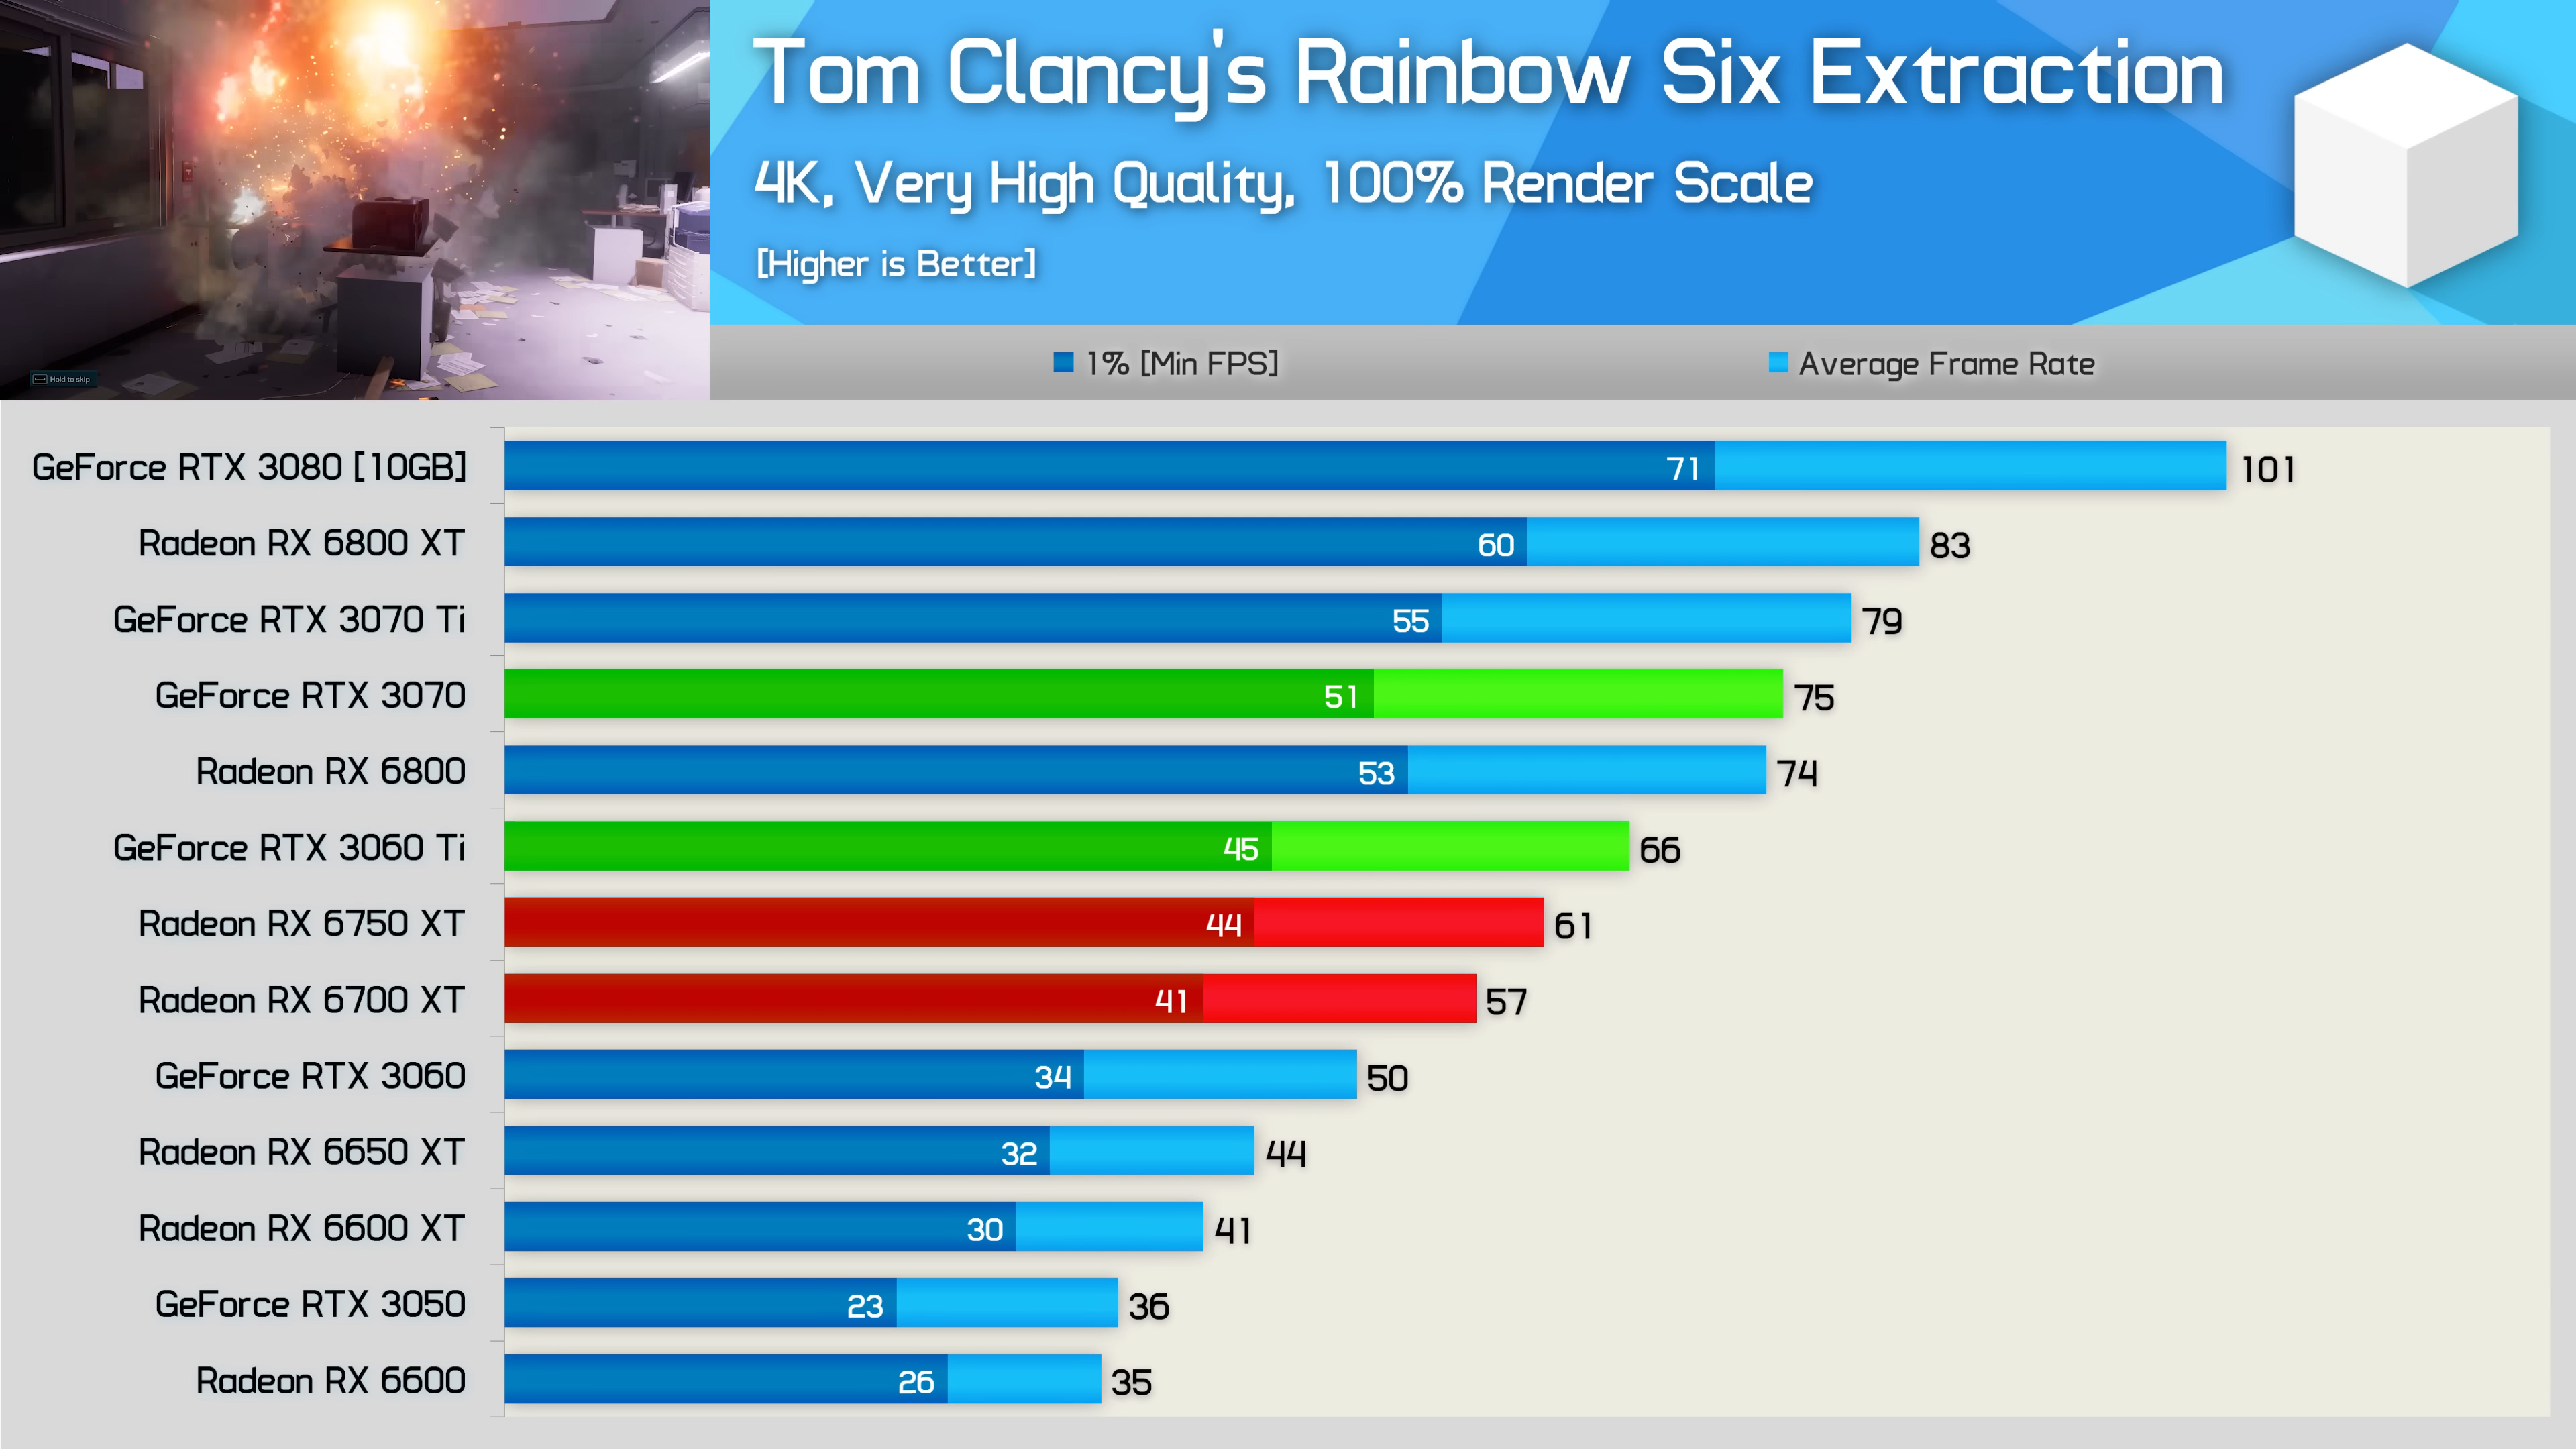 Tom Clancy's Rainbow Six Extraction
4K, Very High Quality, 100% Render Scale
[Higher is Better]
Hold to skip
1% [Min FPS]
Average Frame Rate
GeForce RTX 3080 [10GB] 71 101
Radeon RX 6800 XT 60 83
GeForce RTX 3070 Ti 55 79
GeForce RTX 3070 51 75
Radeon RX 6800 53 74
GeForce RTX 3060 Ti 45 66
Radeon RX 6750 XT 44 61
Radeon RX 6700 XT 41 57
GeForce RTX 3060 34 50
Radeon RX 6650 XT 32 44
Radeon RX 6600 XT 30 41
GeForce RTX 3050 23 36
Radeon RX 6600 26 35